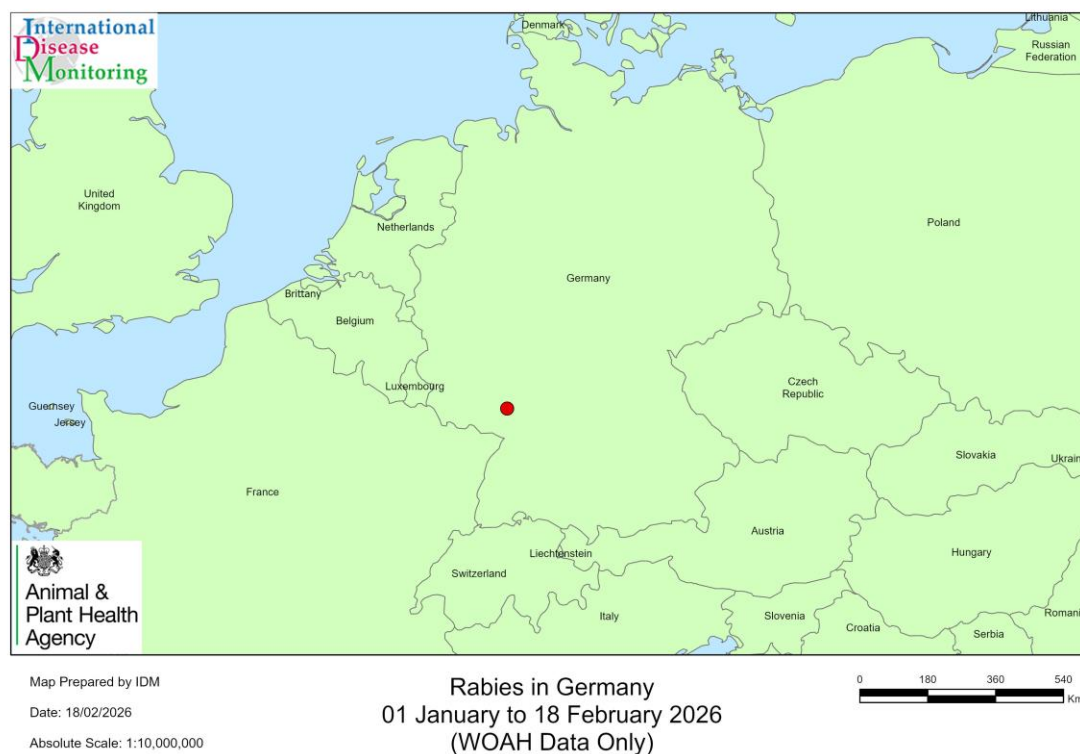 International
Disease
Monitoring
Denmark
Lithuania
Russian
Federation
United
Kingdom
Netherlands
Poland
Germany
Brittany
Belgium
Luxembourg
Czech
Republic
Guernsey
Jersey
Slovakia
Ukrain
France
Austria
Liechtenstein
Hungary
Switzerland
Italy
Slovenia
Croatia
Romani
Serbia
Animal &
Plant Health
Agency
Map Prepared by IDM
Date: 18/02/2026
Absolute Scale: 1:10,000,000
Rabies in Germany
01 January to 18 February 2026
(WOAH Data Only)
0 180 360 540
Km